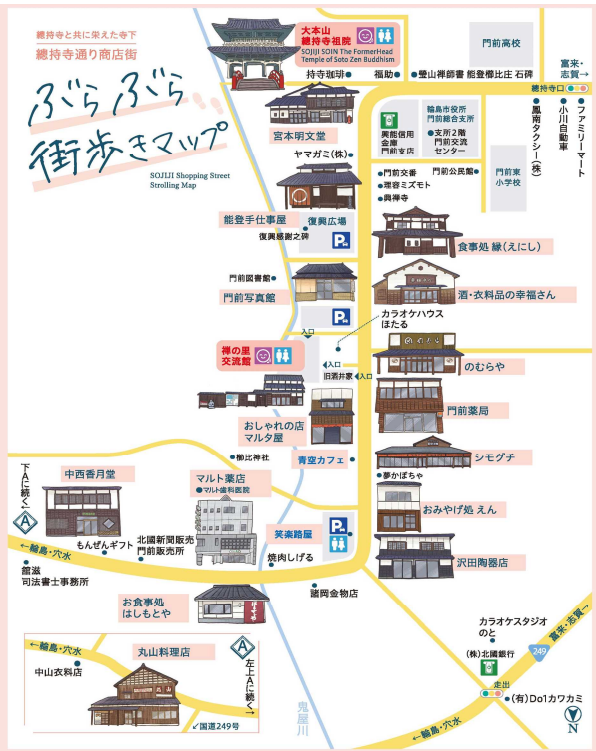 總持寺と共に栄えた寺下
總持寺通り商店街
ぶらぶら
街歩きマップ
SOJIJI Shopping Street
Strolling Map
大本山
總持寺祖院
SOJIJI SOIN The FormerHead
Temple of Soto Zen Buddhism
門前高校
富来・
志賀→
持寺珈琲
福助
瑩山禅師書 能登櫛比庄 石碑
總持寺口
宮本明文堂
興能信用
金庫
門前支店
輪島市役所
門前総合支所
支所2階
門前交流
センター
鳳南タクシー(株)
小川自動車
ファミリーマート
ヤマガミ(株)
門前交番
門前公民館
理容ミズモト
興禅寺
門前東
小学校
能登手仕事屋
復興広場
復興感謝之碑
P
食事処 縁(えにし)
門前図書館
門前写真館
酒・衣料品の幸福さん
P
カラオケハウス
ほたる
入口
禅の里
交流館
入口
旧酒井家
入口
のむらや
門前薬局
おしゃれの店
マルタ屋
櫛比神社
青空カフェ
シモグチ
夢かぼちゃ
下Aに続く
A
中西香月堂
マルト薬店
マルト歯科医院
おみやげ処 えん
もんぜんギフト
北國新聞販売
門前販売所
笑楽路屋
P
焼肉しげる
沢田陶器店
←輪島・穴水
舘滋
司法書士事務所
諸岡金物店
お食事処
はしもとや
カラオケスタジオ
のと
富来・志賀→
(株)北國銀行
249
走出
(有)Do1カワカミ
←輪島・穴水
N
鬼屋川
←輪島・穴水
丸山料理店
A
左上Aに続く
中山衣料店
↙国道249号